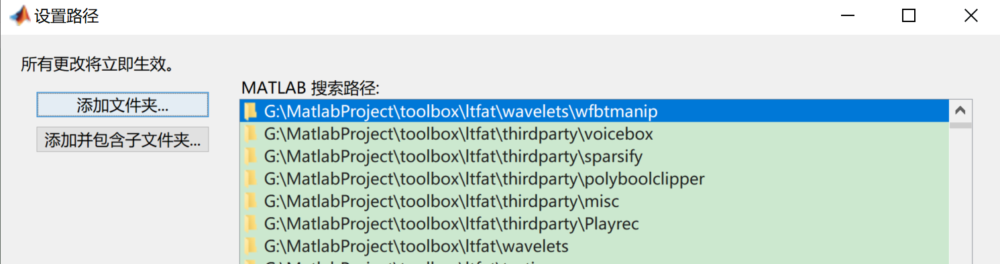 设置路径
所有更改将立即生效。
添加文件夹...
添加并包含子文件夹...
MATLAB 搜索路径:
G:\MatlabProject\toolbox\ltfat\wavelets\wfbtmanip
G:\MatlabProject\toolbox\ltfat\thirdparty\voicebox
G:\MatlabProject\toolbox\ltfat\thirdparty\sparsify
G:\MatlabProject\toolbox\ltfat\thirdparty\polyboolclipper
G:\MatlabProject\toolbox\ltfat\thirdparty\misc
G:\MatlabProject\toolbox\ltfat\thirdparty\Playrec
G:\MatlabProject\toolbox\ltfat\wavelets